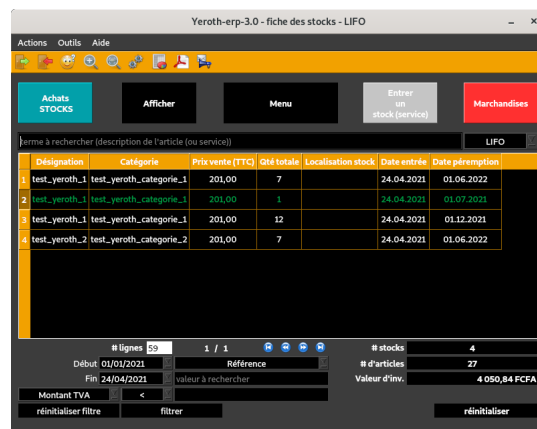 Yeroth-erp-3.0 - fiche des stocks - LIFO
Actions Outils Aide
Achats STOCKS
Afficher
Menu
Entrer un stock (service)
Marchandises
terme à rechercher (description de l'article (ou service))
LIFO
Désignation Catégorie Prix vente (TTC) Qté totale Localisation stock Date entrée Date péremption
1 test_yeroth_1 test_yeroth_categorie_1 201,00 7 24.04.2021 01.06.2022
2 test_yeroth_1 test_yeroth_categorie_1 201,00 1 24.04.2021 01.07.2021
3 test_yeroth_1 test_yeroth_categorie_1 201,00 12 24.04.2021 01.12.2021
4 test_yeroth_2 test_yeroth_categorie_2 201,00 7 24.04.2021 01.06.2022
# lignes 59 1 / 1 # stocks 4
Début 01/01/2021 Référence # d'articles 27
Fin 24/04/2021 valeur à rechercher Valeur d'inv. 4 050,84 FCFA
Montant TVA <
réinitialiser filtre filtrer réinitialiser